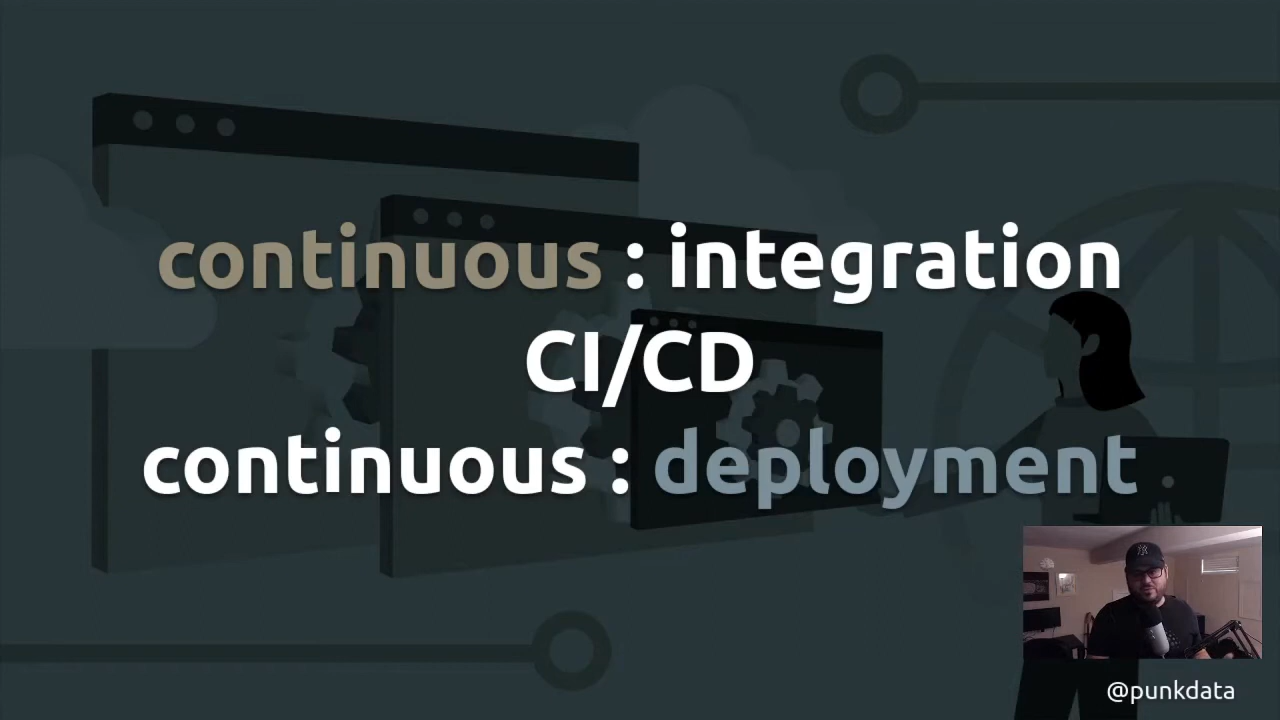 continuous : integration
CI/CD
continuous : deployment
@punkdata